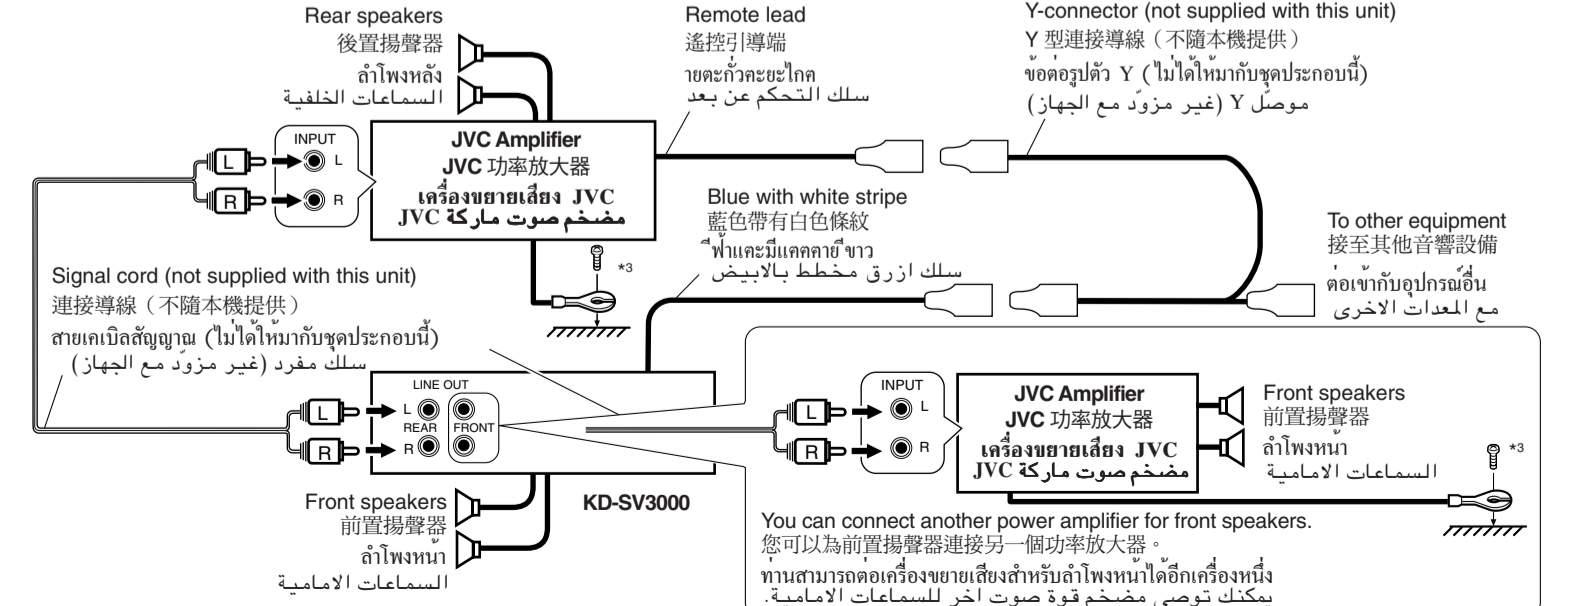 Rear speakers
後置揚聲器
ลำโพงหลัง
السماعات الخلفية
Remote lead
遙控引導端
سلك التحكم عن بعد
Y-connector (not supplied with this unit)
Y 型連接導線（不隨本機提供）
ข้อต่อรูปตัว Y (ไม่ได้ให้มากับชุดประกอบนี้)
موصّل Y (غير مزودّ مع الجهاز)
INPUT
L
L
R
R
JVC Amplifier
JVC 功率放大器
เครื่องขยายเสียง JVC
مضخم صوت ماركة JVC
Blue with white stripe
藍色帶有白色條紋
سلك ازرق مخطط بالابيض
To other equipment
接至其他音響設備
ต่อเข้ากับอุปกรณ์อื่น
مع المعدات الاخرى
*3
Signal cord (not supplied with this unit)
連接導線（不隨本機提供）
สายเคเบิลสัญญาณ (ไม่ได้ให้มากับชุดประกอบนี้)
سلك مفرد (غير مزودّ مع الجهاز)
LINE OUT
L
L
REAR
FRONT
R
R
KD-SV3000
Front speakers
前置揚聲器
ลำโพงหน้า
السماعات الامامية
INPUT
L
L
R
R
JVC Amplifier
JVC 功率放大器
เครื่องขยายเสียง JVC
مضخم صوت ماركة JVC
Front speakers
前置揚聲器
ลำโพงหน้า
السماعات الامامية
*3
You can connect another power amplifier for front speakers.
您可以為前置揚聲器連接另一個功率放大器。
ท่านสามารถต่อเครื่องขยายเสียงสำหรับลำโพงหน้าได้อีกเครื่องหนึ่ง
يمكنك توصى مضخم قوة صوت اخر للسماعات الامامية.